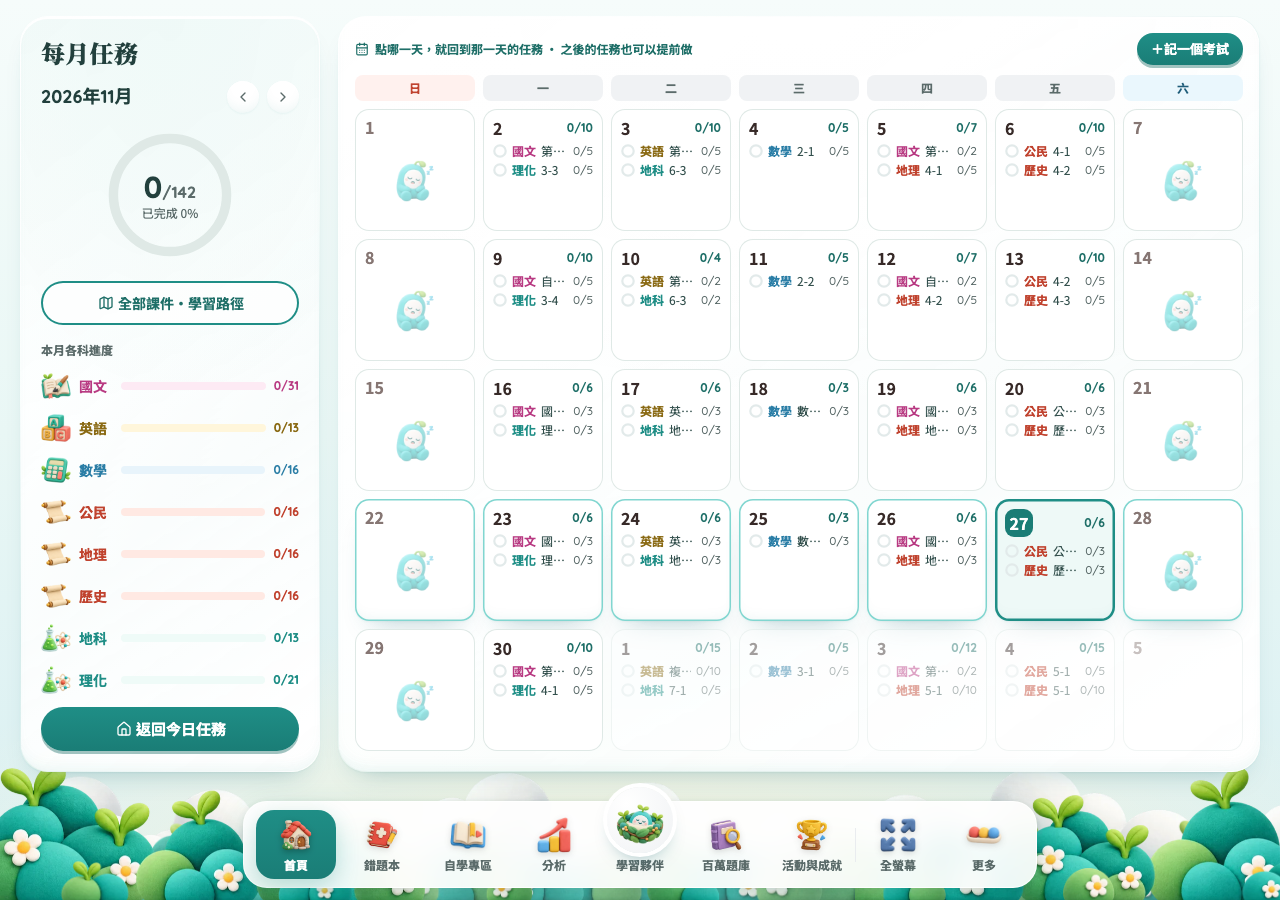 每月任務
2026年11月
0/142
已完成 0%
全部課件・學習路徑
本月各科進度
國文 0/31
英語 0/13
數學 0/16
公民 0/16
地理 0/16
歷史 0/16
地科 0/13
理化 0/21
返回今日任務
點哪一天，就回到那一天的任務 ・ 之後的任務也可以提前做
＋記一個考試
日 一 二 三 四 五 六
1
2 0/10
國文 第… 0/5
理化 3-3 0/5
3 0/10
英語 第… 0/5
地科 6-3 0/5
4 0/5
數學 2-1 0/5
5 0/7
國文 第… 0/2
地理 4-1 0/5
6 0/10
公民 4-1 0/5
歷史 4-2 0/5
7
8
9 0/10
國文 自… 0/5
理化 3-4 0/5
10 0/4
英語 第… 0/2
地科 6-3 0/2
11 0/5
數學 2-2 0/5
12 0/7
國文 自… 0/2
地理 4-2 0/5
13 0/10
公民 4-2 0/5
歷史 4-3 0/5
14
15
16 0/6
國文 國… 0/3
理化 理… 0/3
17 0/6
英語 英… 0/3
地科 地… 0/3
18 0/3
數學 數… 0/3
19 0/6
國文 國… 0/3
地理 地… 0/3
20 0/6
公民 公… 0/3
歷史 歷… 0/3
21
22
23 0/6
國文 國… 0/3
理化 理… 0/3
24 0/6
英語 英… 0/3
地科 地… 0/3
25 0/3
數學 數… 0/3
26 0/6
國文 國… 0/3
地理 地… 0/3
27 0/6
公民 公… 0/3
歷史 歷… 0/3
28
29
30 0/10
國文 第… 0/5
理化 4-1 0/5
1 0/15
英語 複… 0/10
地科 7-1 0/5
2 0/5
數學 3-1 0/5
3 0/12
國文 第… 0/2
地理 5-1 0/10
4 0/15
公民 5-1 0/5
歷史 5-1 0/10
5
首頁
錯題本
自學專區
分析
學習夥伴
百萬題庫
活動與成就
全螢幕
更多